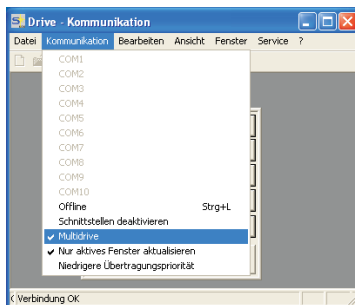 Drive - Kommunikation
Datei Kommunikation Bearbeiten Ansicht Fenster Service ?
COM1
COM2
COM3
COM4
COM5
COM6
COM7
COM8
COM9
COM10
Offline Strg+L
Schnittstellen deaktivieren
Multidrive
Nur aktives Fenster aktualisieren
Niedrigere Übertragungspriorität
Verbindung OK